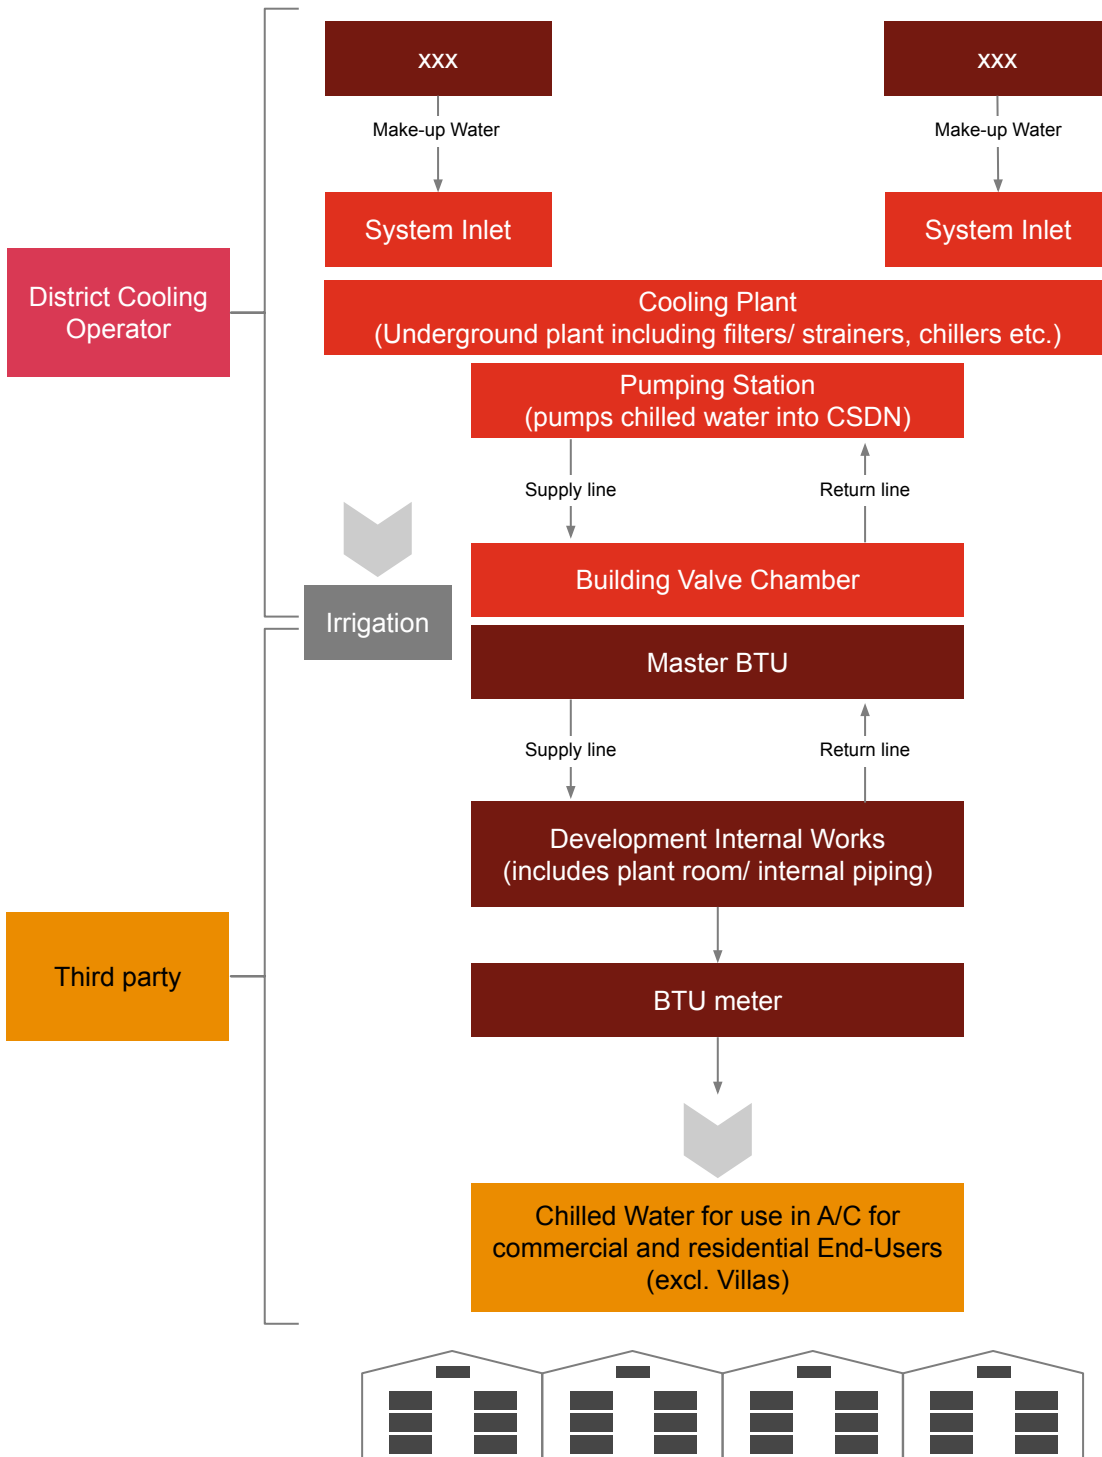 xxx
xxx
Make-up Water
Make-up Water
System Inlet
System Inlet
District Cooling
Operator
Cooling Plant
(Underground plant including filters/ strainers, chillers etc.)
Pumping Station
(pumps chilled water into CSDN)
Supply line
Return line
Building Valve Chamber
Irrigation
Master BTU
Supply line
Return line
Development Internal Works
(includes plant room/ internal piping)
Third party
BTU meter
Chilled Water for use in A/C for
commercial and residential End-Users
(excl. Villas)